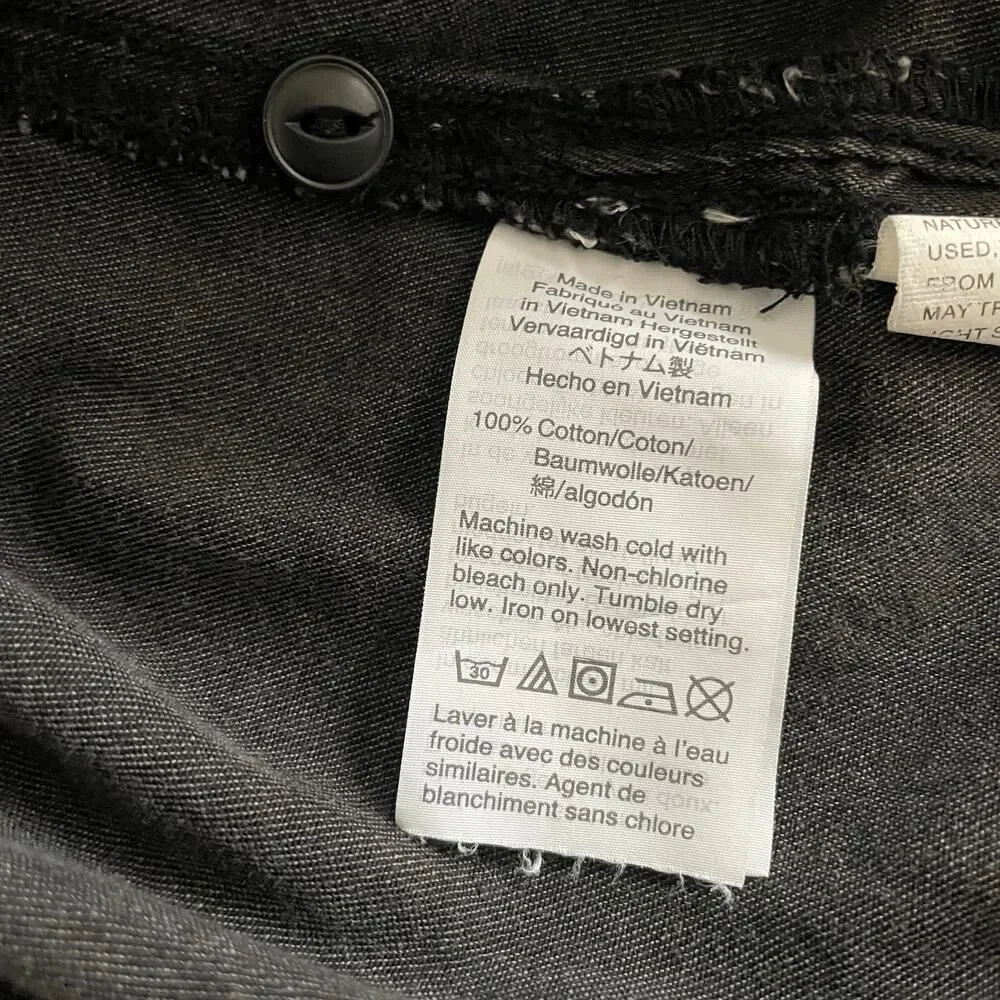 Made in Vietnam
Fabriqué au Vietnam
in Vietnam Hergestellt
Vervaardigd in Viëtnam
ベトナム製
Hecho en Vietnam
100% Cotton/Coton/
Baumwolle/Katoen/
綿/algodón
Machine wash cold with
like colors. Non-chlorine
bleach only. Tumble dry
low. Iron on lowest setting.
30
Laver à la machine à l'eau
froide avec des couleurs
similaires. Agent de
blanchiment sans chlore
USED,
FROM
MAY